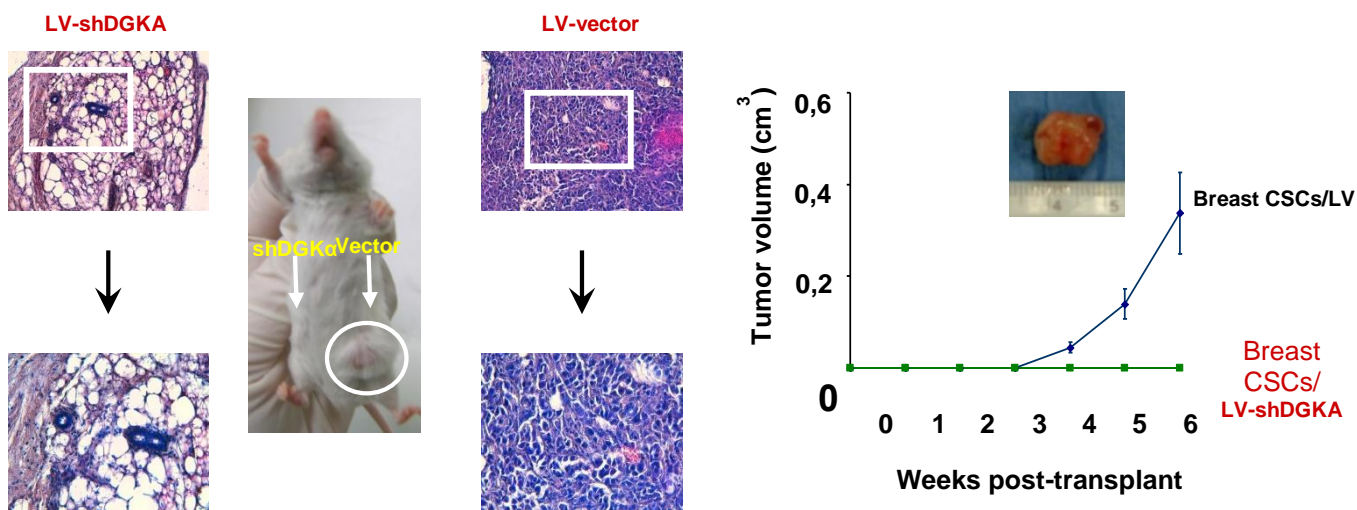 LV-shDGKA
LV-vector
shDGKα
Vector
Tumor volume (cm³)
0,6
0,4
0,2
0
4
5
Breast CSCs/LV
Breast
CSCs/
LV-shDGKA
0 1 2 3 4 5 6
Weeks post-transplant